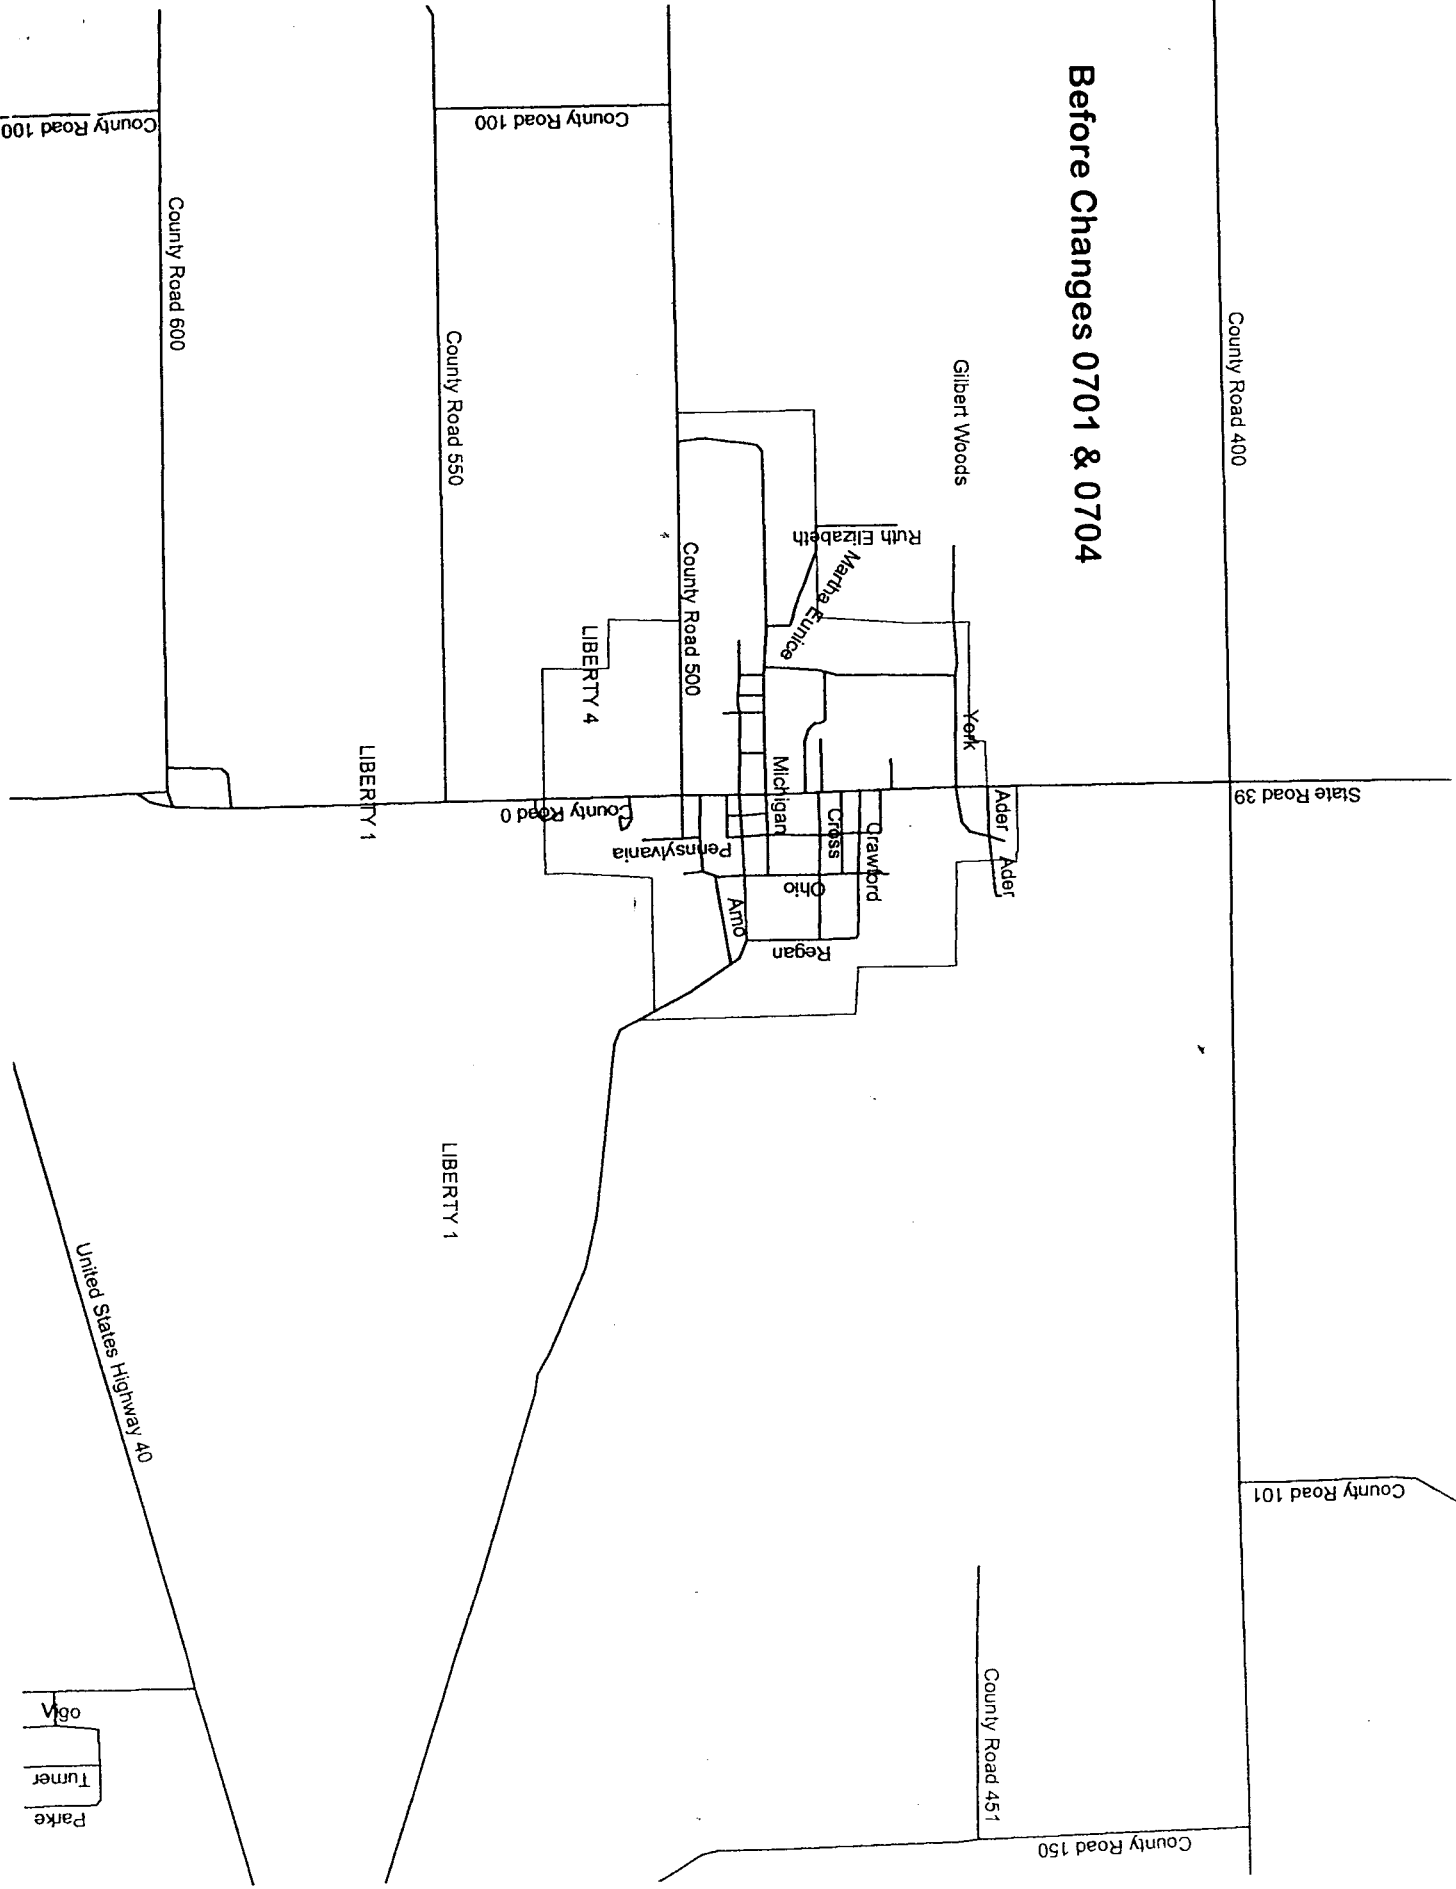 Before Changes 0701 & 0704
County Road 400
State Road 39
County Road 101
County Road 150
County Road 451
Gilbert Woods
Ruth Elizabeth
Martha Eunice
York
Ader
Ader
Michigan
Cross
Crawford
Ohio
Regan
Amo
Pennsylvania
County Road 500
County Road 0
LIBERTY 4
LIBERTY 1
LIBERTY 1
County Road 100
County Road 550
County Road 100
County Road 600
United States Highway 40
Vigo
Turner
Parke